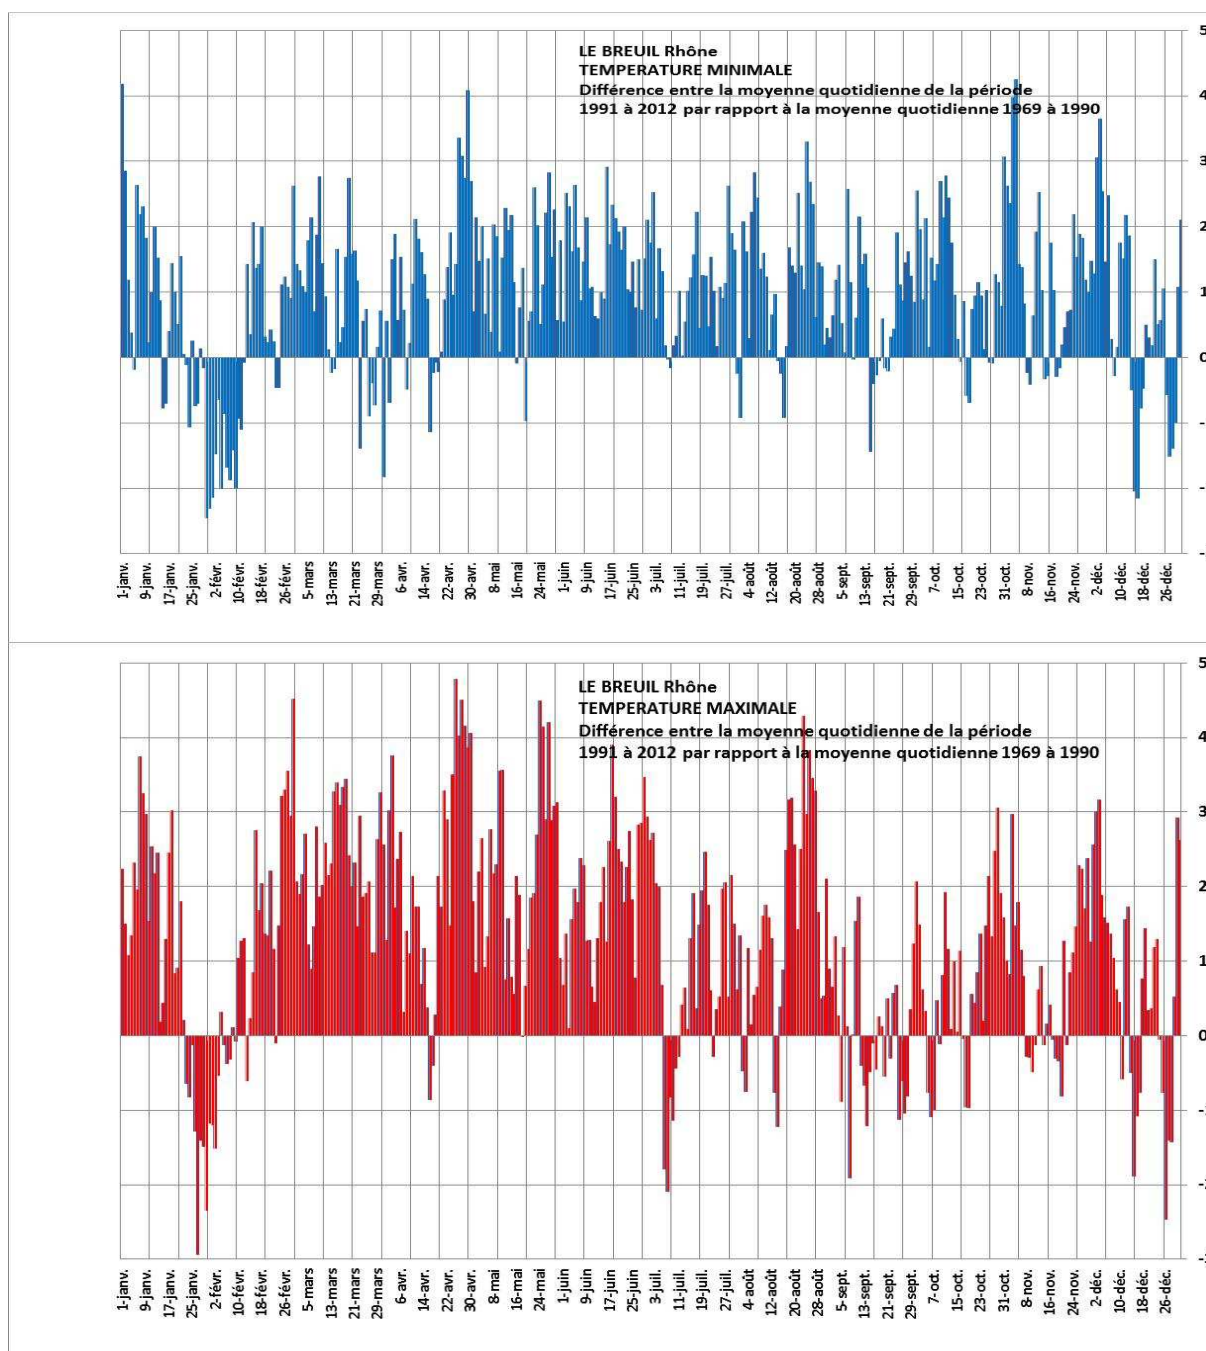 LE BREUIL Rhône
TEMPERATURE MINIMALE
Différence entre la moyenne quotidienne de la période
1991 à 2012 par rapport à la moyenne quotidienne 1969 à 1990
5
4
3
2
1
0
-
-
-
1-janv.
9-janv.
17-janv.
25-janv.
2-févr.
10-févr.
18-févr.
26-févr.
5-mars
13-mars
21-mars
29-mars
6-avr.
14-avr.
22-avr.
30-avr.
8-mai
16-mai
24-mai
1-juin
9-juin
17-juin
25-juin
3-juil.
11-juil.
19-juil.
27-juil.
4-août
12-août
20-août
28-août
5-sept.
13-sept.
21-sept.
29-sept.
7-oct.
15-oct.
23-oct.
31-oct.
8-nov.
16-nov.
24-nov.
2-déc.
10-déc.
18-déc.
26-déc.
LE BREUIL Rhône
TEMPERATURE MAXIMALE
Différence entre la moyenne quotidienne de la période
1991 à 2012 par rapport à la moyenne quotidienne 1969 à 1990
5
4
3
2
1
0
-
-
-
1-janv.
9-janv.
17-janv.
25-janv.
2-févr.
10-févr.
18-févr.
26-févr.
5-mars
13-mars
21-mars
29-mars
6-avr.
14-avr.
22-avr.
30-avr.
8-mai
16-mai
24-mai
1-juin
9-juin
17-juin
25-juin
3-juil.
11-juil.
19-juil.
27-juil.
4-août
12-août
20-août
28-août
5-sept.
13-sept.
21-sept.
29-sept.
7-oct.
15-oct.
23-oct.
31-oct.
8-nov.
16-nov.
24-nov.
2-déc.
10-déc.
18-déc.
26-déc.